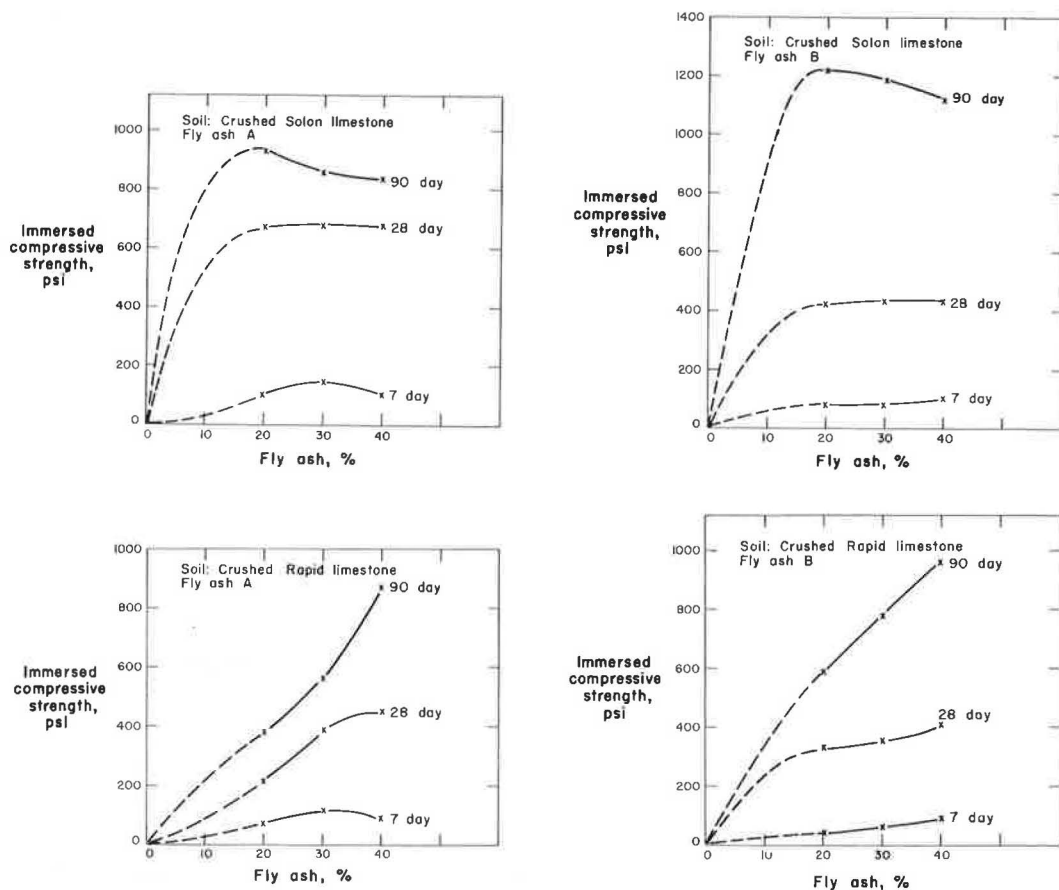 Soil: Crushed Solon limestone
Fly ash A
1000
800
600
400
200
0
Immersed
compressive
strength,
psi
90 day
28 day
7 day
0 10 20 30 40
Fly ash, %
Soil: Crushed Solon limestone
Fly ash B
1400
1200
1000
800
600
400
200
0
Immersed
compressive
strength,
psi
90 day
28 day
7 day
0 10 20 30 40
Fly ash, %
Soil: Crushed Rapid limestone
Fly ash A
1000
800
600
400
200
0
Immersed
compressive
strength,
psi
90 day
28 day
7 day
0 10 20 30 40
Fly ash, %
Soil: Crushed Rapid limestone
Fly ash B
1000
800
600
400
200
0
Immersed
compressive
strength,
psi
90 day
28 day
7 day
0 10 20 30 40
Fly ash, %